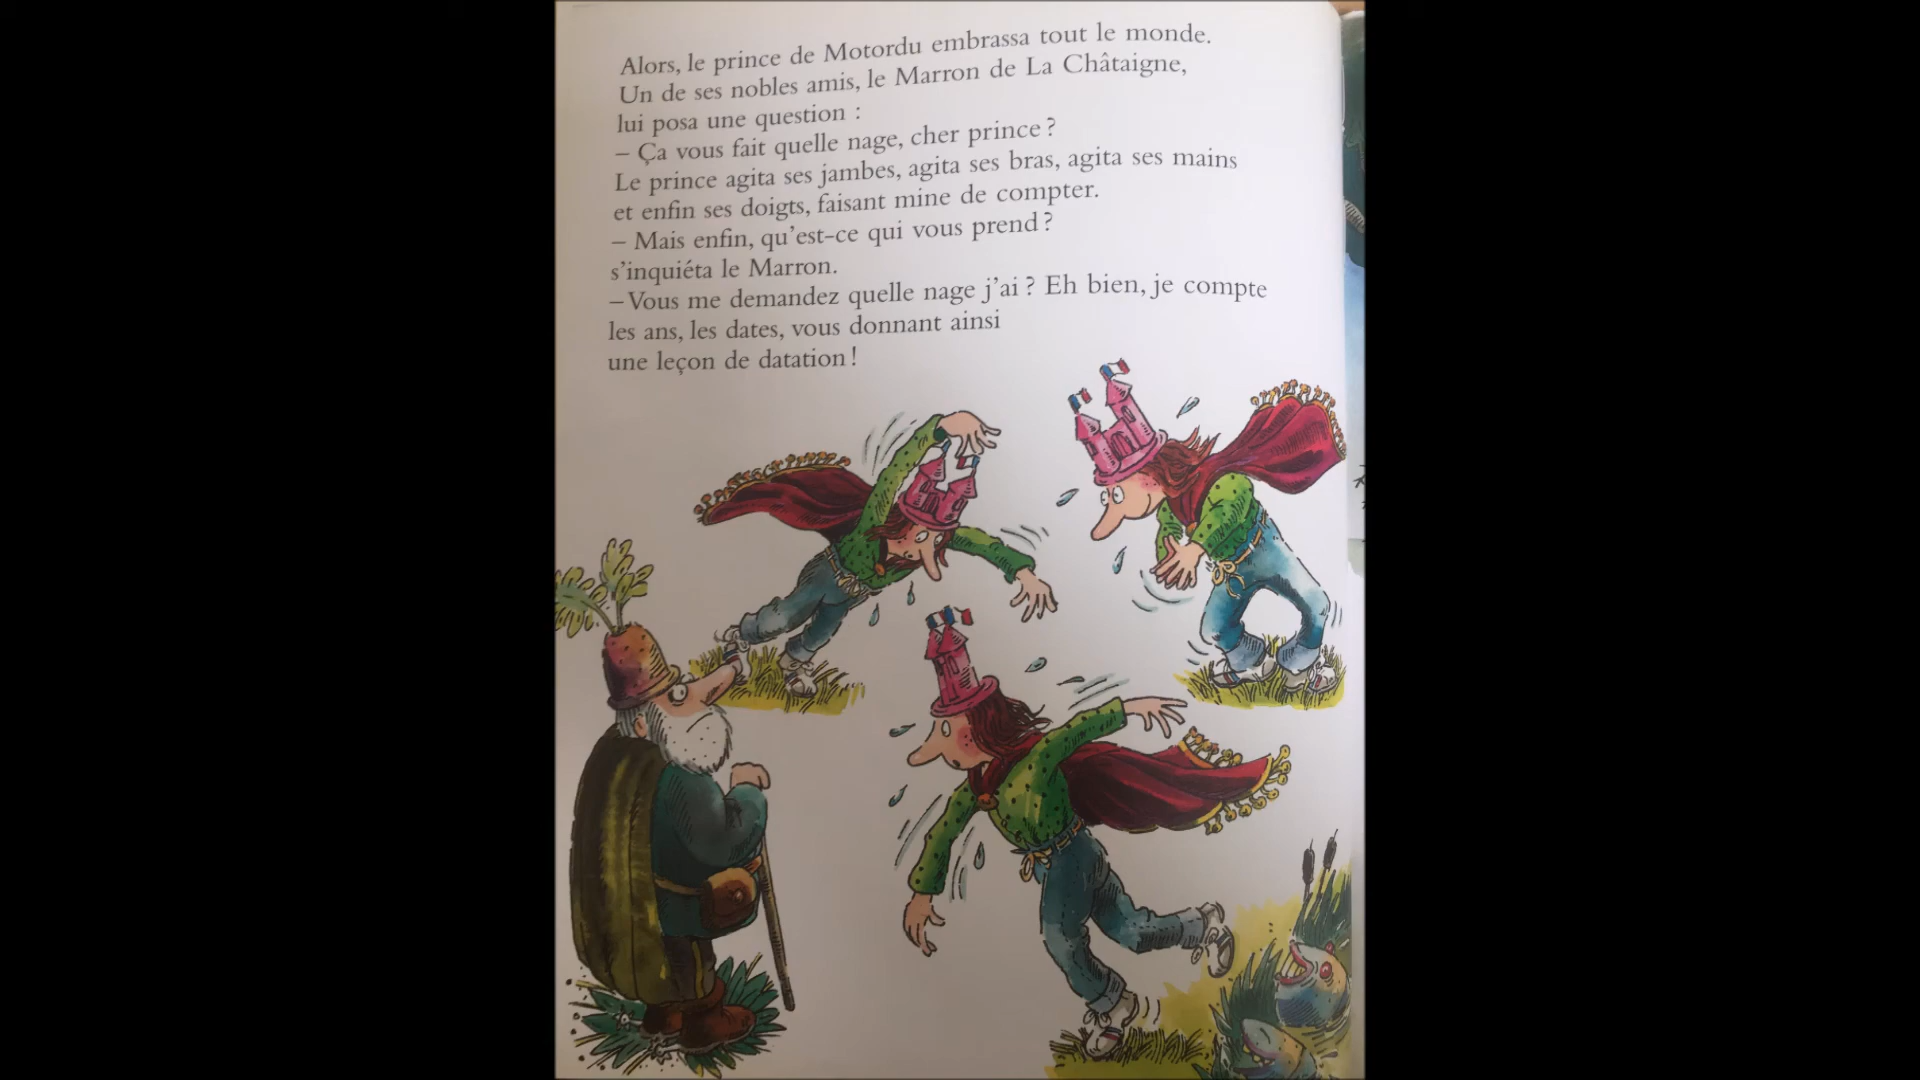 Alors, le prince de Motordu embrassa tout le monde.
Un de ses nobles amis, le Marron de La Châtaigne,
lui posa une question :
– Ça vous fait quelle nage, cher prince ?
Le prince agita ses jambes, agita ses bras, agita ses mains
et enfin ses doigts, faisant mine de compter.
– Mais enfin, qu’est-ce qui vous prend ?
s’inquiéta le Marron.
– Vous me demandez quelle nage j’ai ? Eh bien, je compte
les ans, les dates, vous donnant ainsi
une leçon de datation !